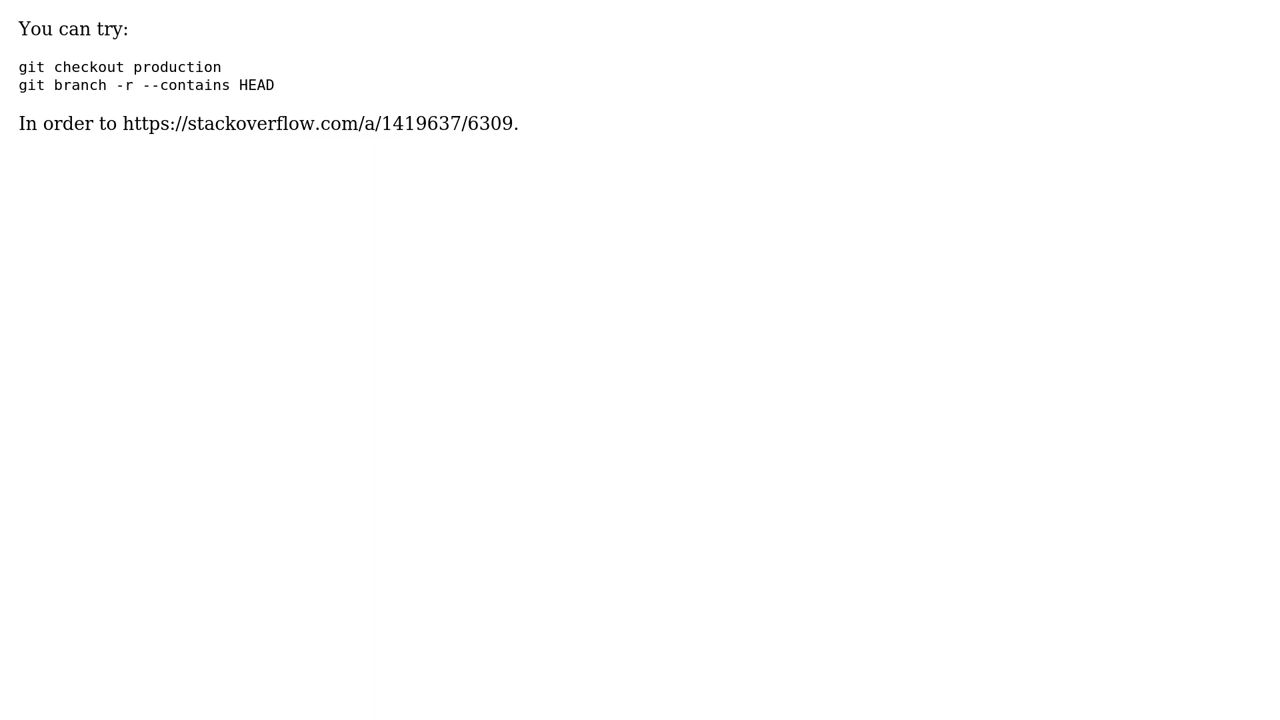 You can try:
git checkout production
git branch -r --contains HEAD
In order to https://stackoverflow.com/a/1419637/6309.